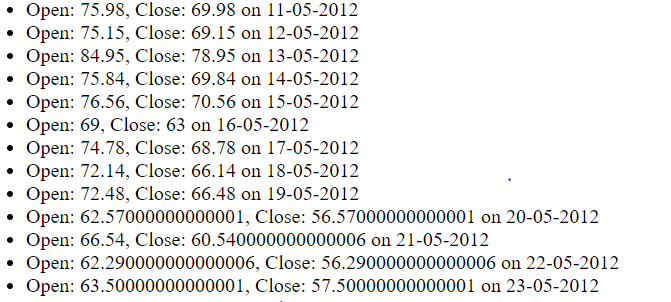 • Open: 75.98, Close: 69.98 on 11-05-2012
• Open: 75.15, Close: 69.15 on 12-05-2012
• Open: 84.95, Close: 78.95 on 13-05-2012
• Open: 75.84, Close: 69.84 on 14-05-2012
• Open: 76.56, Close: 70.56 on 15-05-2012
• Open: 69, Close: 63 on 16-05-2012
• Open: 74.78, Close: 68.78 on 17-05-2012
• Open: 72.14, Close: 66.14 on 18-05-2012
• Open: 72.48, Close: 66.48 on 19-05-2012
• Open: 62.57000000000001, Close: 56.57000000000001 on 20-05-2012
• Open: 66.54, Close: 60.540000000000006 on 21-05-2012
• Open: 62.290000000000006, Close: 56.290000000000006 on 22-05-2012
• Open: 63.50000000000001, Close: 57.50000000000001 on 23-05-2012